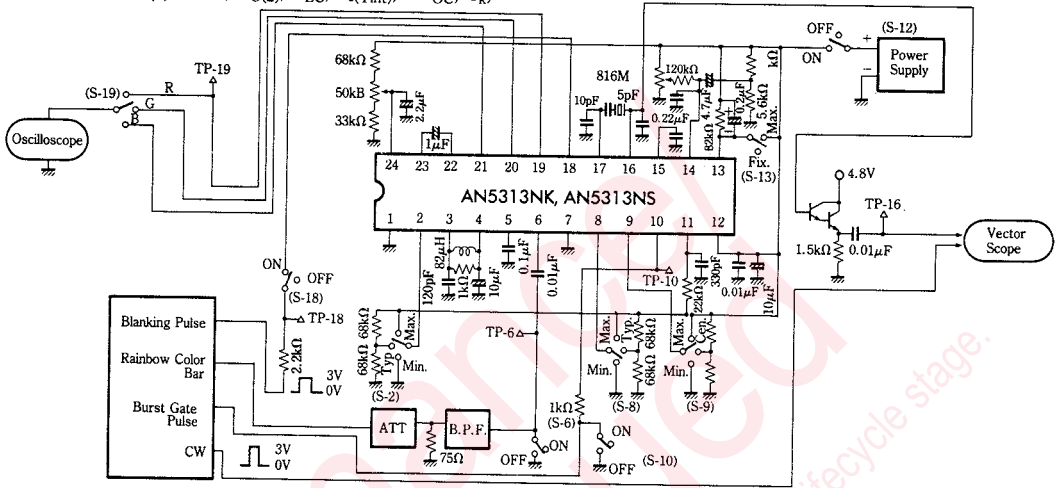 OFF
(S-12)
+
ON
−
Power
Supply
TP-19
68kΩ
kΩ
R
(S-19)
G
B
Oscilloscope
50kB
2.2μF
33kΩ
1μF
816M
10pF
5pF
120kΩ
4.7μF
0.22μF
0.2μF
5.6kΩ
82kΩ
+
−
Max.
Fix.
(S-13)
24 23 22 21 20 19 18 17 16 15 14 13
AN5313NK, AN5313NS
1 2 3 4 5 6 7 8 9 10 11 12
4.8V
TP-16
1.5kΩ
0.01μF
Vector
Scope
82μH
120pF
1kΩ
10μF
0.1μF
0.01μF
TP-10
22kΩ
330pF
0.01μF
10μF
ON
OFF
(S-18)
TP-18
2.2kΩ
68kΩ
Max.
68kΩ
Typ.
Min.
(S-2)
TP-6
Max.
Typ.
68kΩ
Min.
68kΩ
(S-8)
Max.
Cen.
Min.
(S-9)
Blanking Pulse
Rainbow Color
Bar
Burst Gate
Pulse
CW
3V
0V
3V
0V
ATT
75Ω
B.P.F.
ON
OFF
1kΩ
(S-6)
ON
(S-10)
OFF
lifecycle stage.